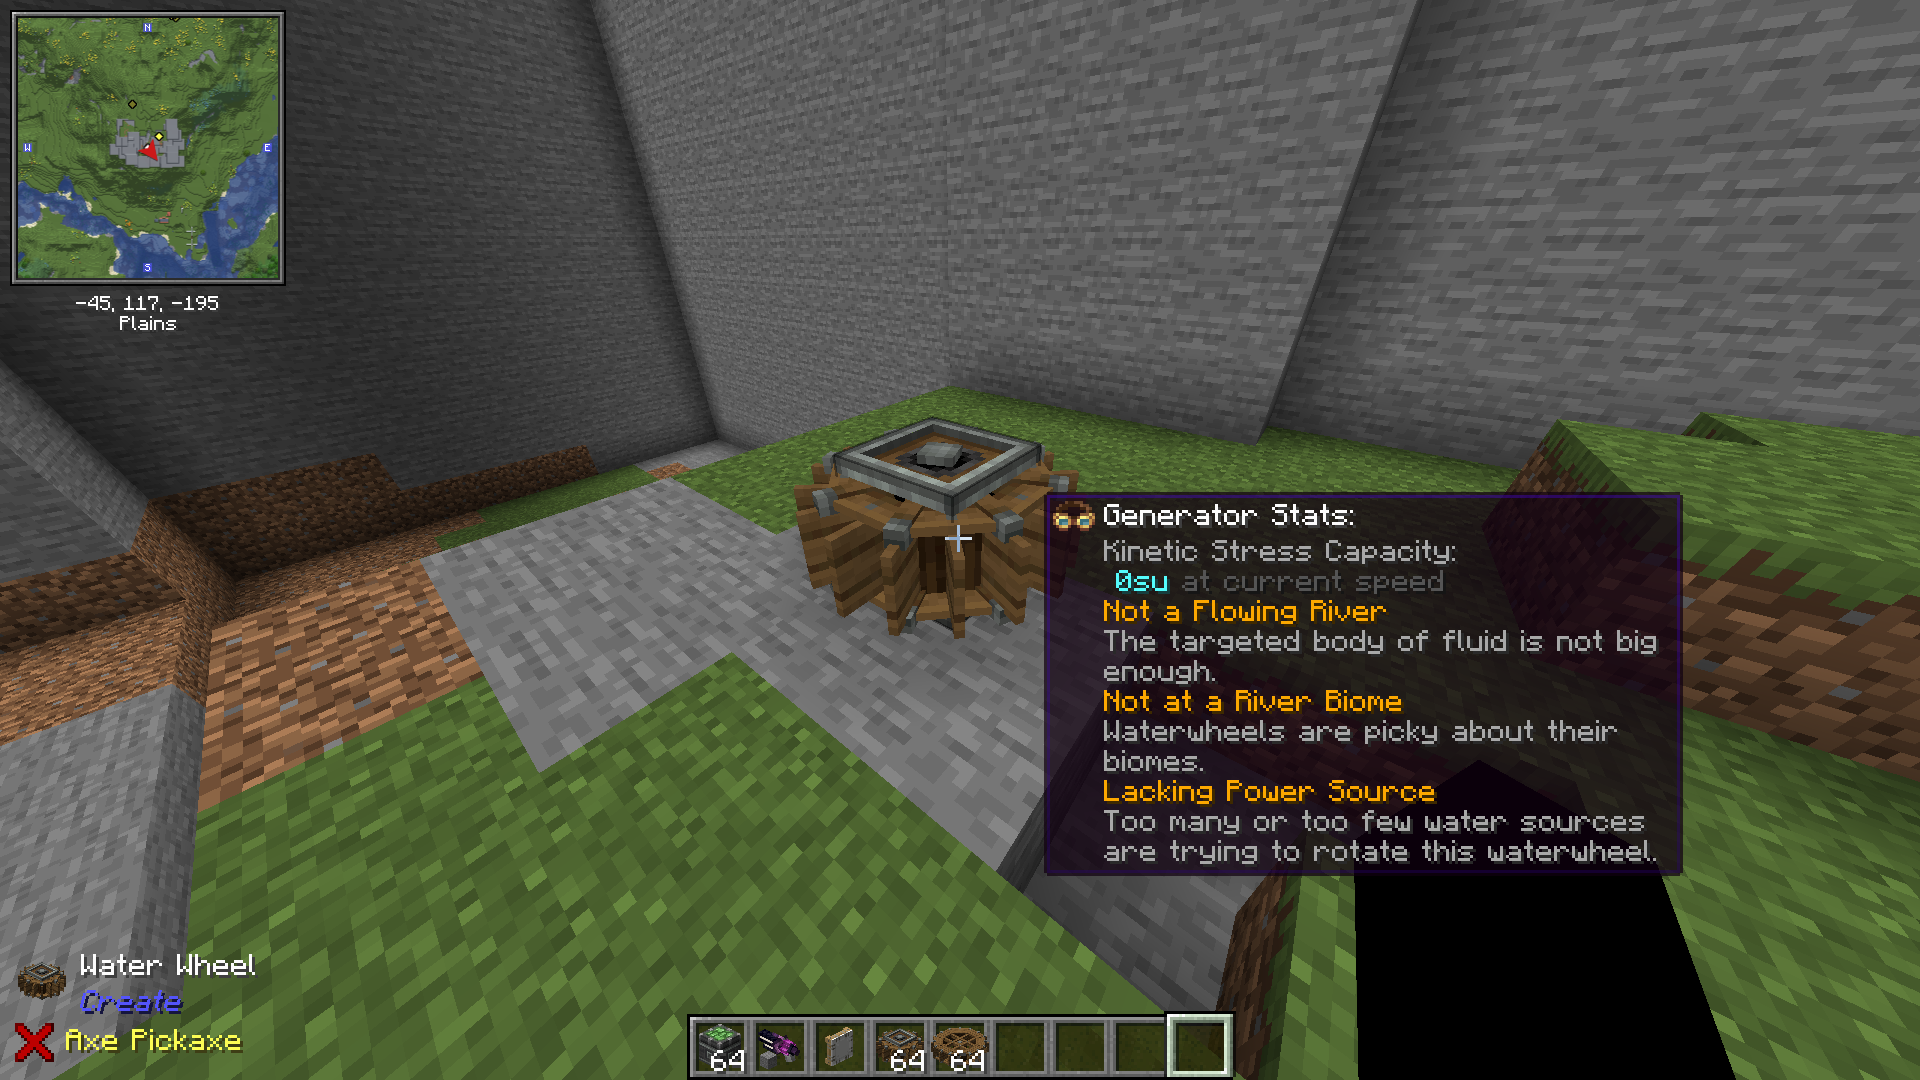 N
W
E
S
-45, 117, -195
Plains
Generator Stats:
Kinetic Stress Capacity:
0su at current speed
Not a Flowing River
The targeted body of fluid is not big
enough.
Not at a River Biome
Waterwheels are picky about their
biomes.
Lacking Power Source
Too many or too few water sources
are trying to rotate this waterwheel.
Water Wheel
Create
Axe Pickaxe
64
64
64